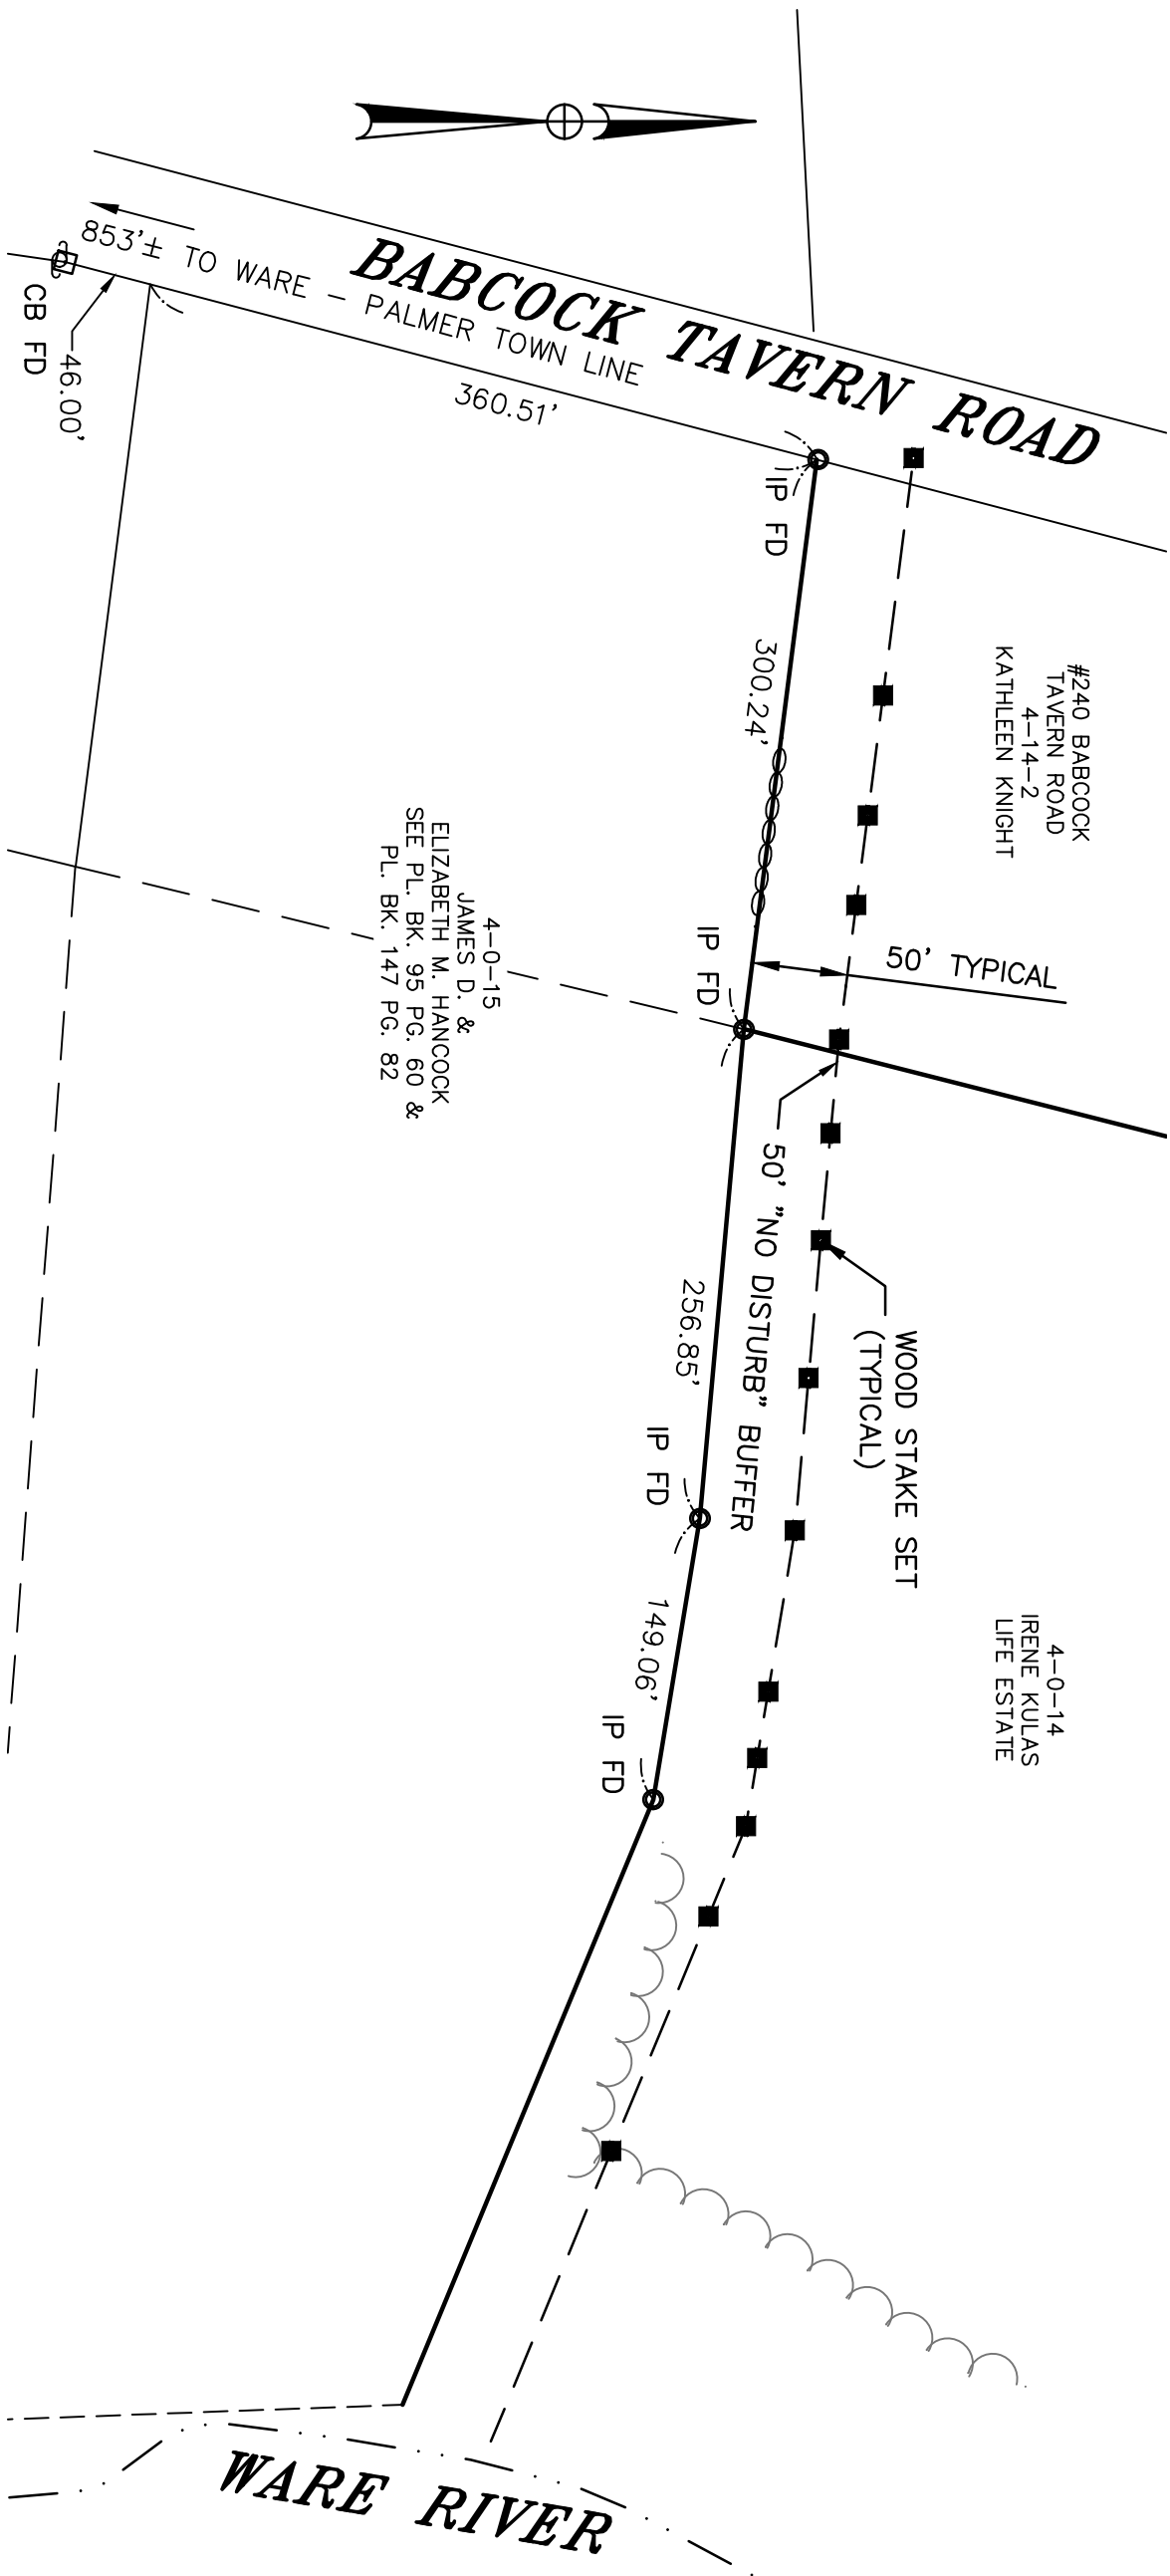 BABCOCK TAVERN ROAD
853'± TO WARE – PALMER TOWN LINE
46.00'
CB FD
360.51'
IP FD
#240 BABCOCK
TAVERN ROAD
4–14–2
KATHLEEN KNIGHT
300.24'
4–0–15
JAMES D. &
ELIZABETH M. HANCOCK
SEE PL. BK. 95 PG. 60 &
PL. BK. 147 PG. 82
IP FD
50' TYPICAL
50' "NO DISTURB" BUFFER
WOOD STAKE SET
(TYPICAL)
256.85'
IP FD
149.06'
IP FD
4–0–14
IRENE KULAS
LIFE ESTATE
WARE RIVER